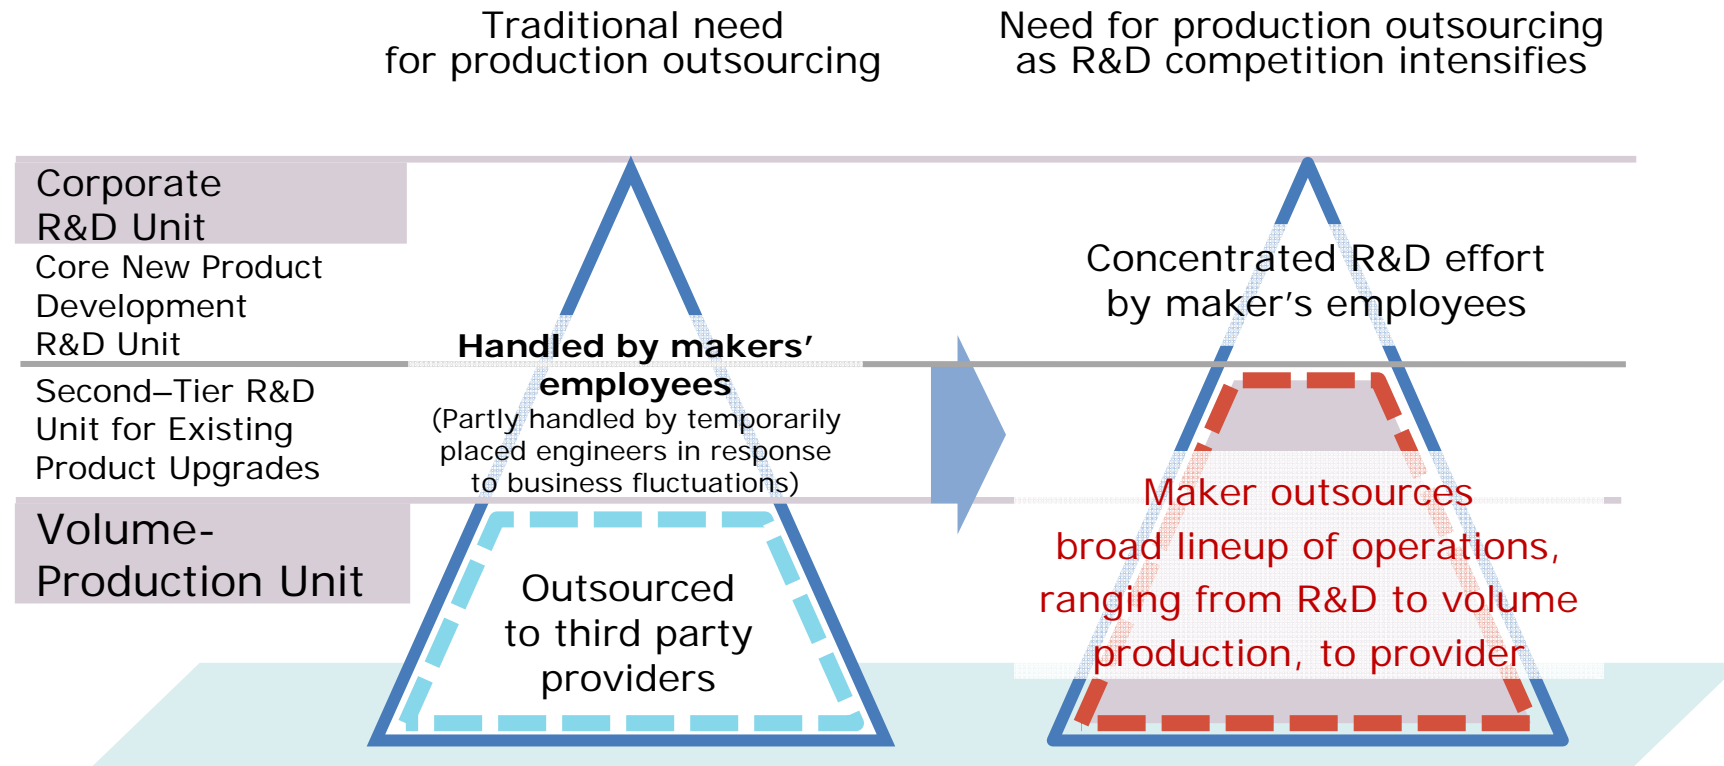 Traditional need
for production outsourcing
Need for production outsourcing
as R&D competition intensifies
Corporate
R&D Unit
Core New Product
Development
R&D Unit
Second–Tier R&D
Unit for Existing
Product Upgrades
Volume-
Production Unit
Handled by makers’
employees
(Partly handled by temporarily
placed engineers in response
to business fluctuations)
Outsourced
to third party
providers
Concentrated R&D effort
by maker’s employees
Maker outsources
broad lineup of operations,
ranging from R&D to volume
production, to provider